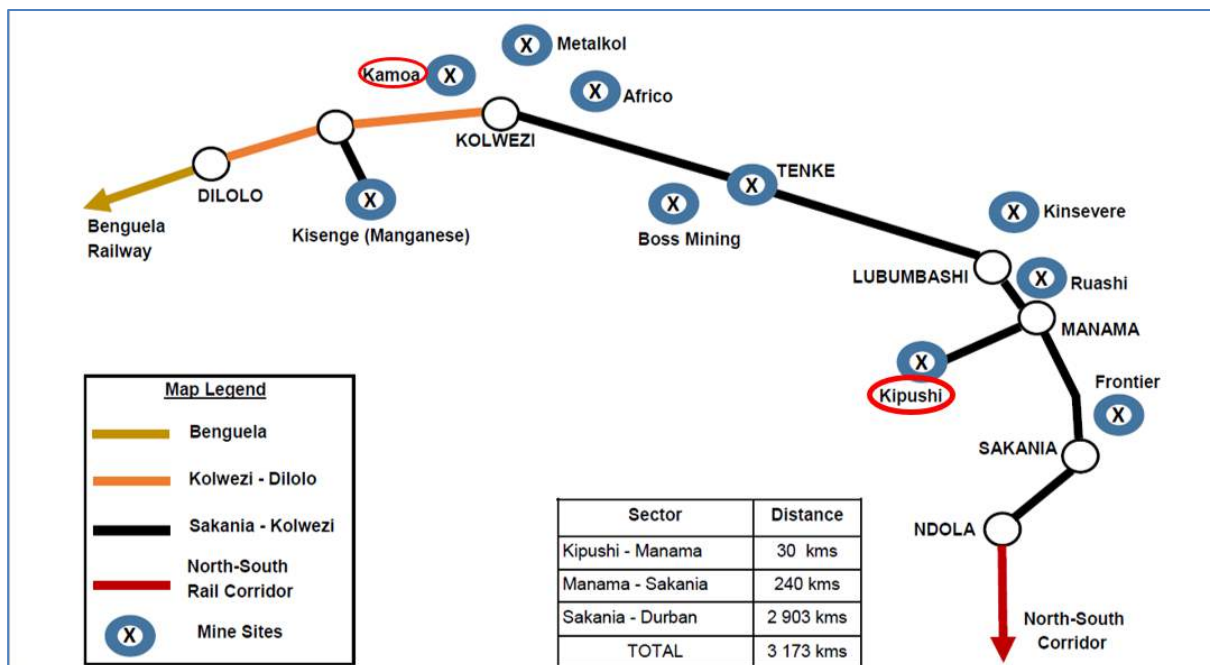 Metalkol
Kamoa
X
X
Africo
X
KOLWEZI
TENKE
X
DILOLO
Kinsevere
X
X
X
Benguela
Railway
Kisenge (Manganese)
Boss Mining
LUBUMBASHI
X
Ruashi
MANAMA
X
Kipushi
Frontier
X
SAKANIA
NDOLA
North-South
Corridor
Map Legend
Benguela
Kolwezi - Dilolo
Sakania - Kolwezi
North-South
Rail Corridor
X
Mine Sites
Sector Distance
Kipushi - Manama 30 kms
Manama - Sakania 240 kms
Sakania - Durban 2 903 kms
TOTAL 3 173 kms